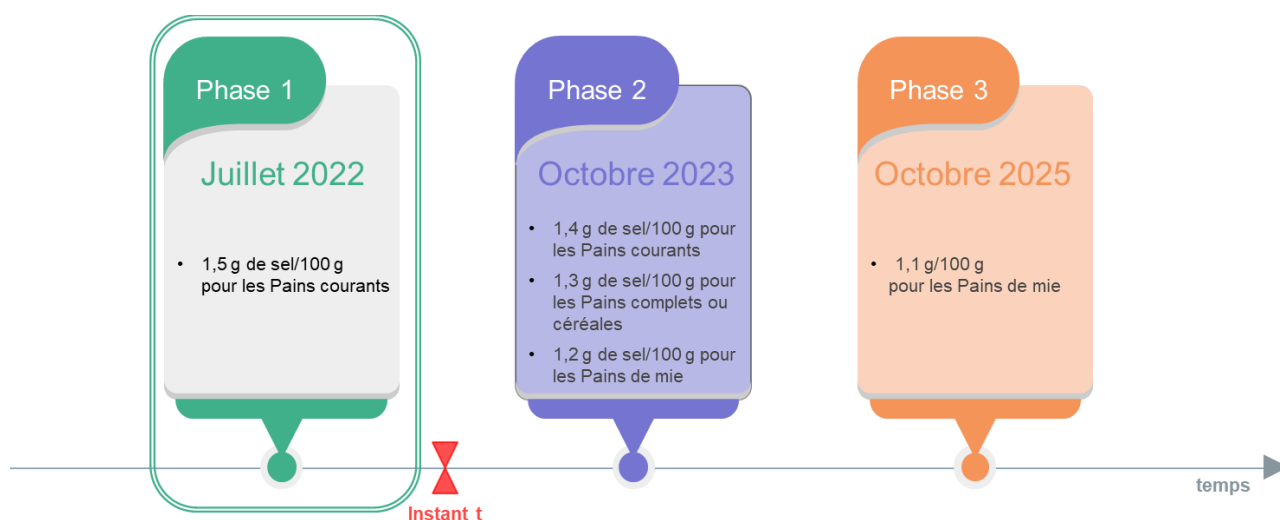 Phase 1
Juillet 2022
• 1,5 g de sel/100 g
pour les Pains courants
Phase 2
Octobre 2023
• 1,4 g de sel/100 g pour
les Pains courants
• 1,3 g de sel/100 g pour
les Pains complets ou
céréales
• 1,2 g de sel/100 g pour
les Pains de mie
Phase 3
Octobre 2025
• 1,1 g/100 g
pour les Pains de mie
temps
Instant t